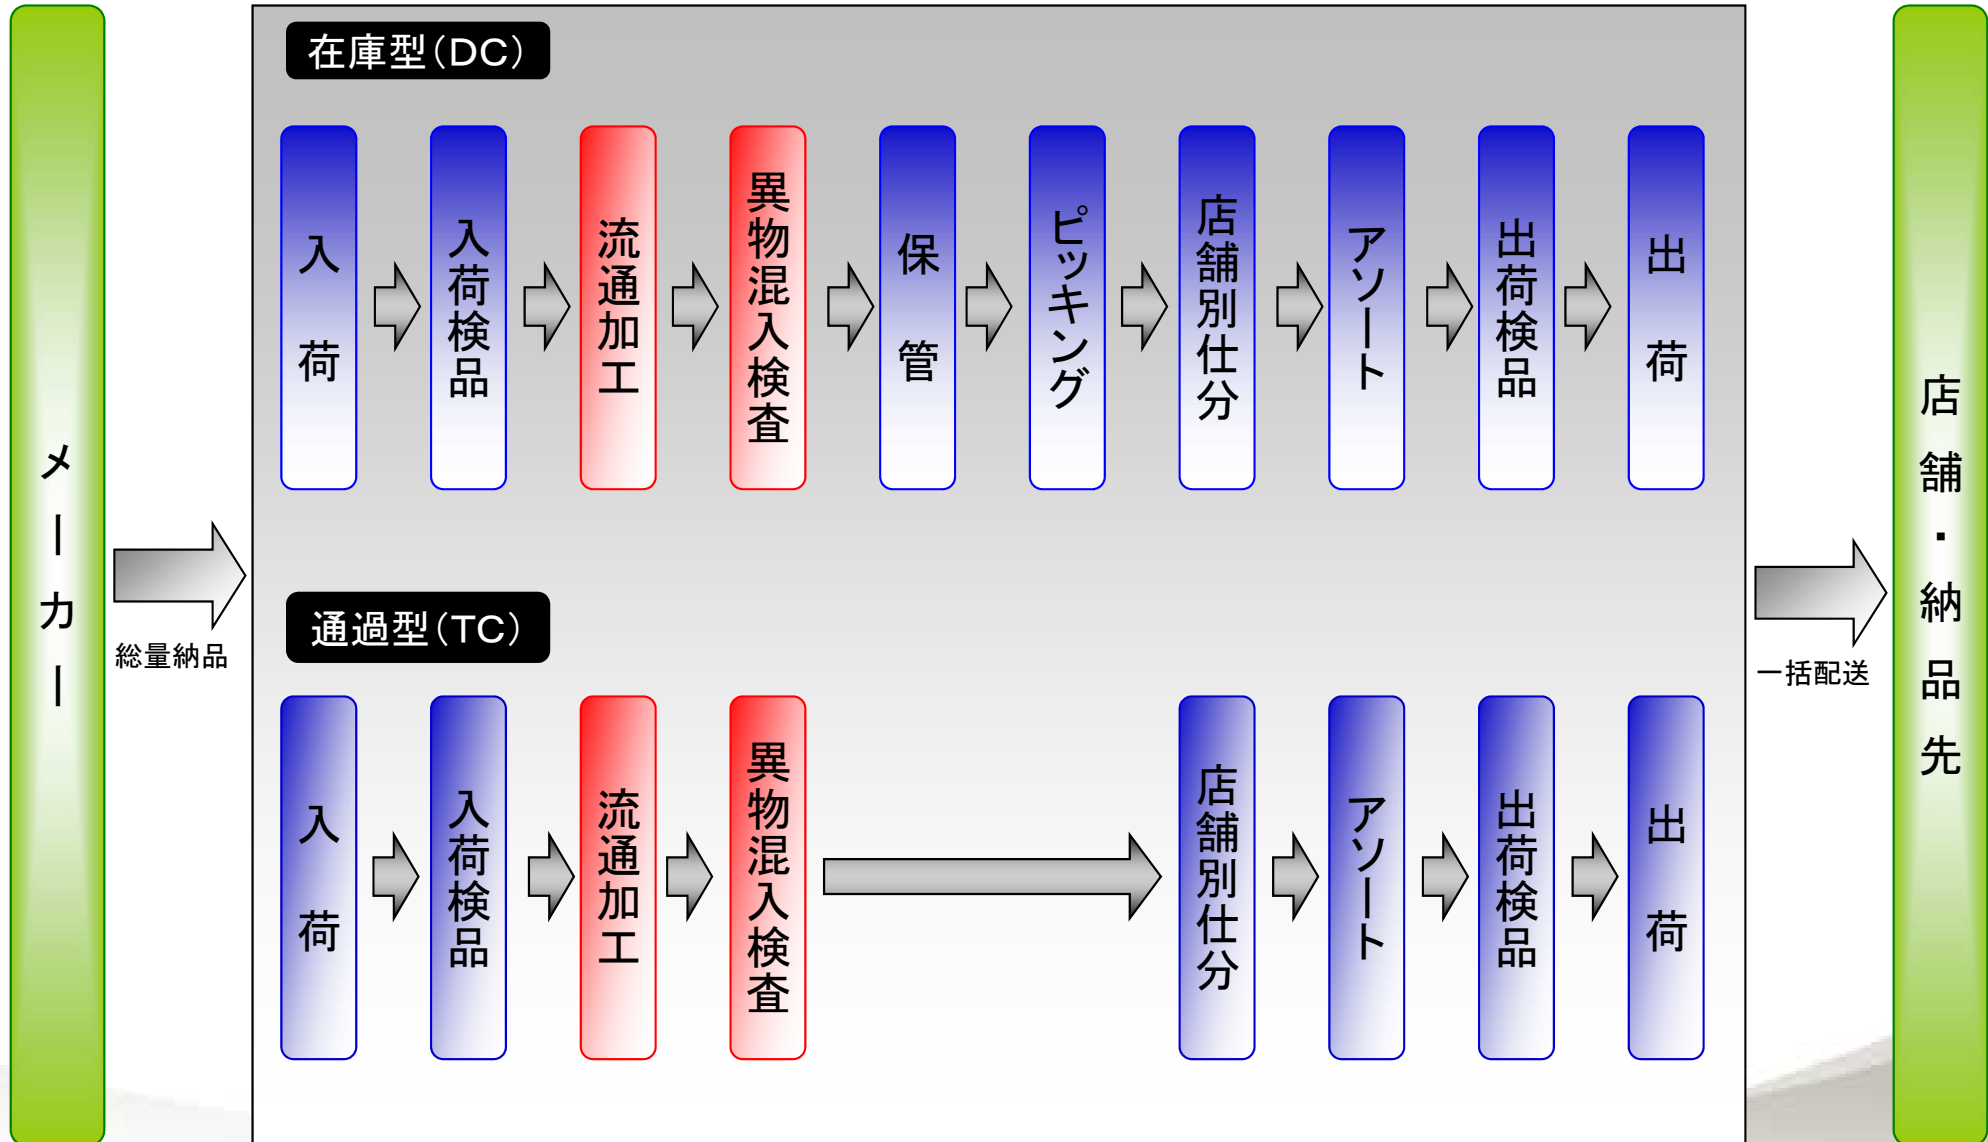 メーカー
総量納品
在庫型(DC)
入荷
入荷検品
流通加工
異物混入検査
保管
ピッキング
店舗別仕分
アソート
出荷検品
出荷
通過型(TC)
入荷
入荷検品
流通加工
異物混入検査
店舗別仕分
アソート
出荷検品
出荷
一括配送
店舗・納品先